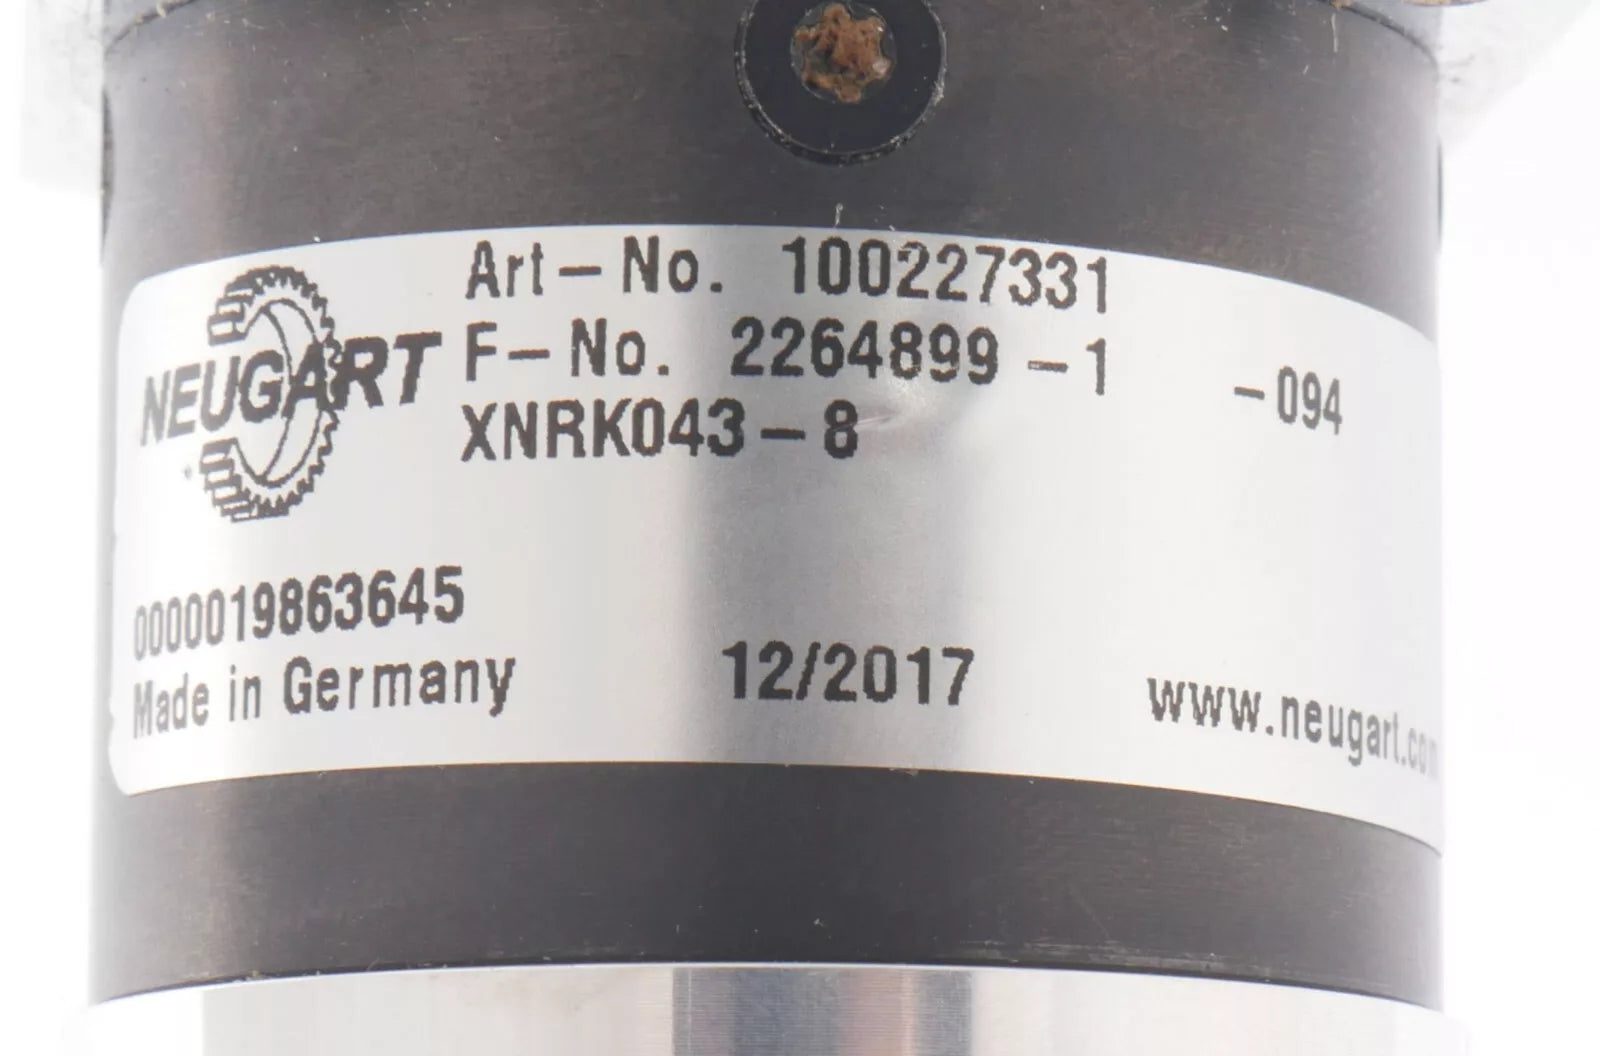 NEUGART
Art-No. 100227331
F-No. 2264899-1 -094
XNRK043-8
0000019863645
Made in Germany 12/2017 www.neugart.com